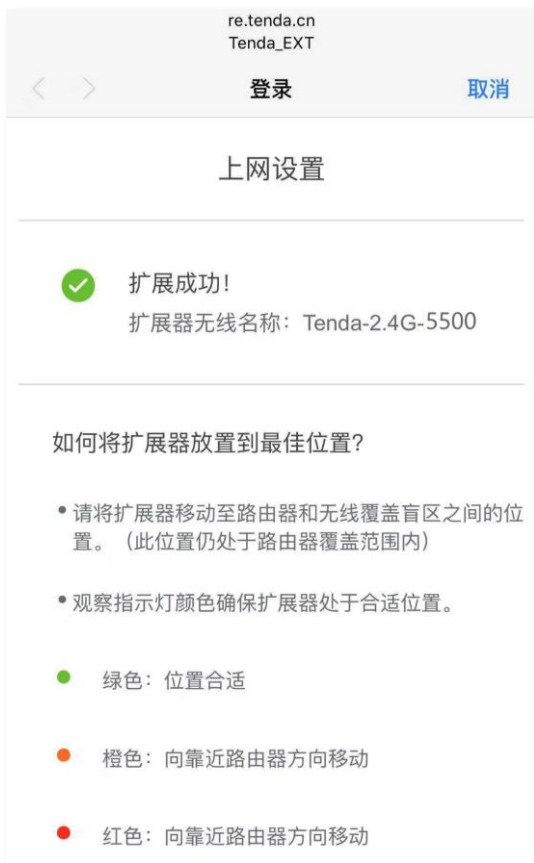 re.tenda.cn
Tenda_EXT
登录
取消
上网设置
扩展成功！
扩展器无线名称：Tenda-2.4G-5500
如何将扩展器放置到最佳位置?
•请将扩展器移动至路由器和无线覆盖盲区之间的位
置。（此位置仍处于路由器覆盖范围内）
•观察指示灯颜色确保扩展器处于合适位置。
绿色：位置合适
橙色：向靠近路由器方向移动
红色：向靠近路由器方向移动